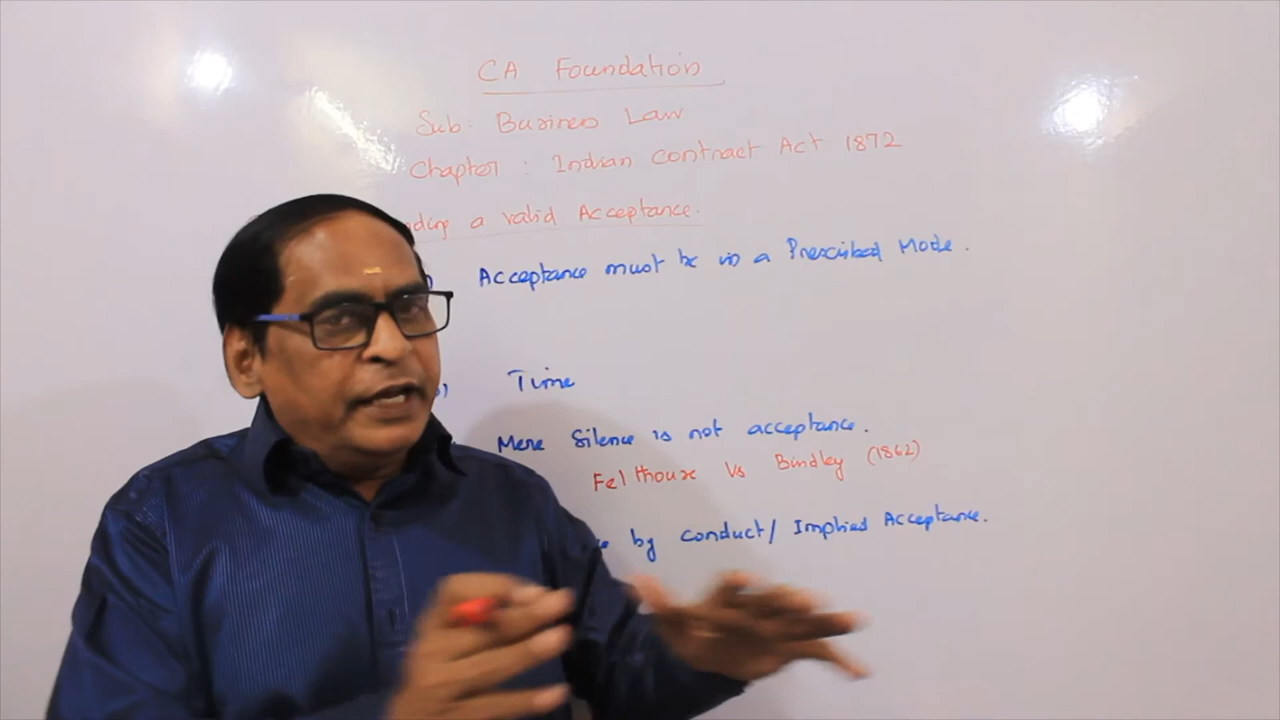 CA Foundation
Sub: Business Law
Chapter : Indian Contract Act 1872
a valid Acceptance.
) Acceptance must be in a Prescribed Mode.
) Time
Mere Silence is not acceptance.
Felthouse Vs Bindley (1862)
by conduct/ Implied Acceptance.